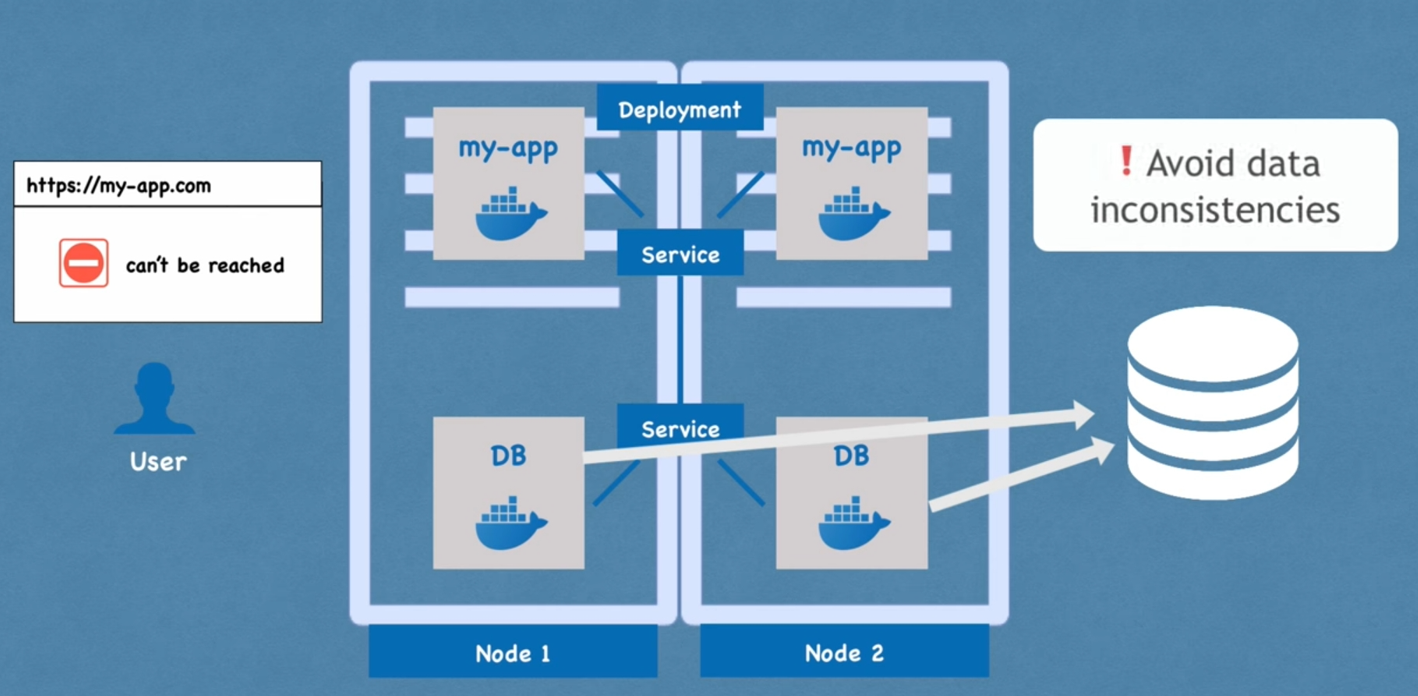 https://my-app.com
can't be reached
User
Deployment
my-app
my-app
Service
Service
DB
DB
Node 1
Node 2
! Avoid data
inconsistencies